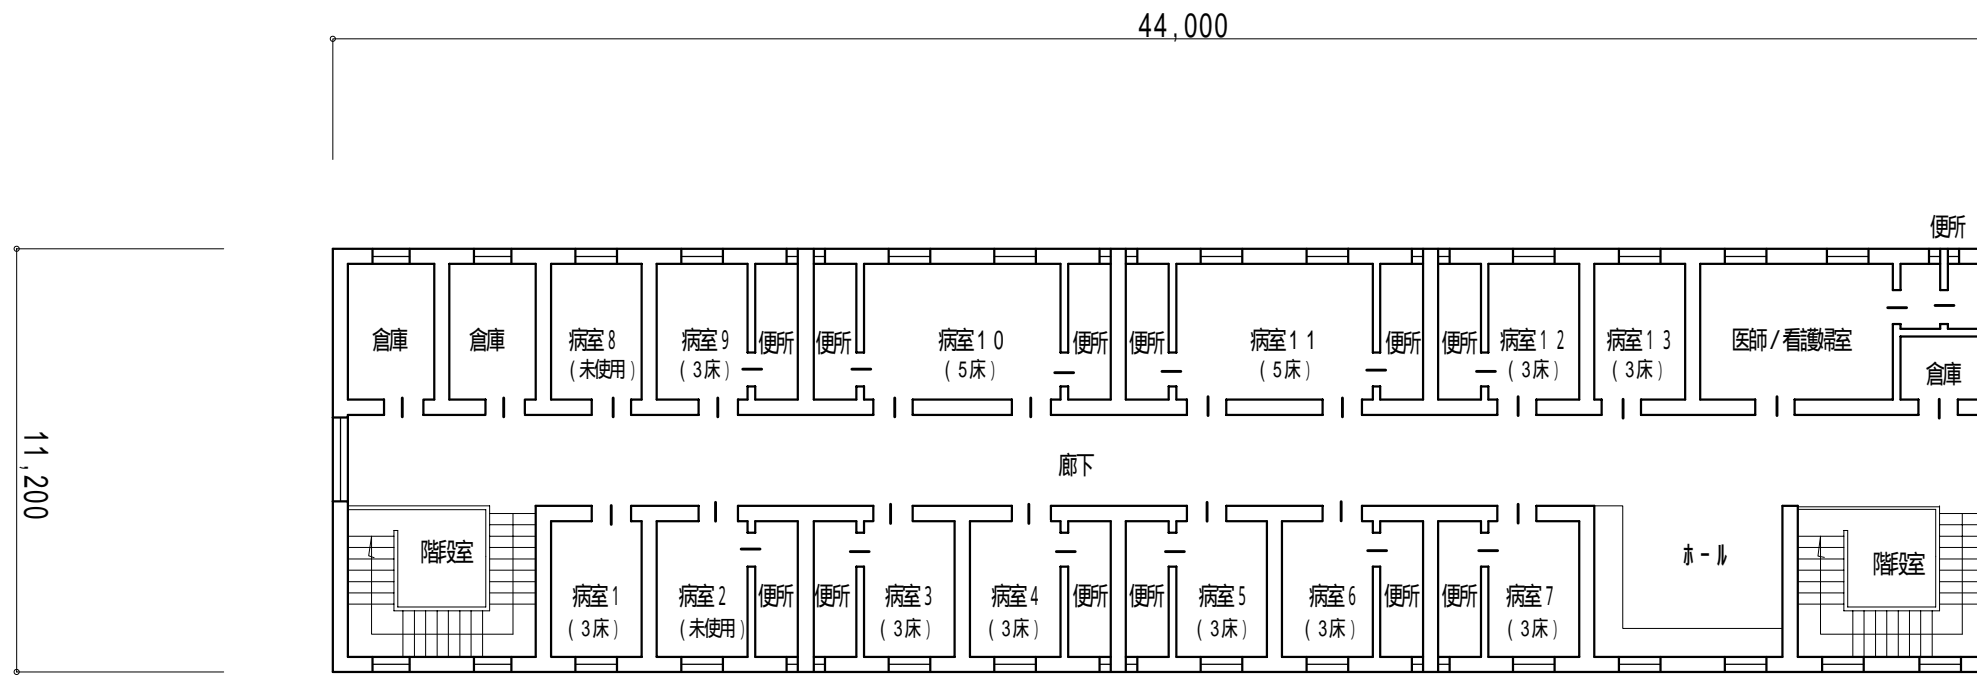 44,000
便所
倉庫
倉庫
病室8
(未使用)
病室9
(3床)
便所
便所
病室10
(5床)
便所
便所
病室11
(5床)
便所
便所
病室12
(3床)
病室13
(3床)
医師/看護婦室
倉庫
11,200
廊下
階段室
病室1
(3床)
病室2
(未使用)
便所
便所
病室3
(3床)
病室4
(3床)
便所
便所
病室5
(3床)
病室6
(3床)
便所
便所
病室7
(3床)
ホール
階段室